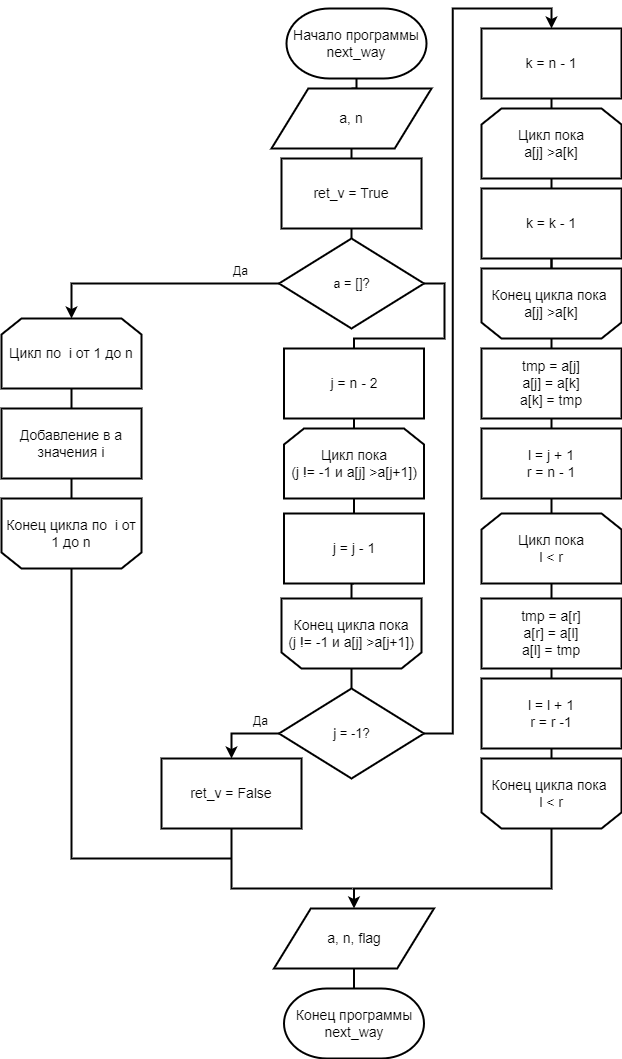 Начало программы
next_way
a, n
ret_v = True
a = []?
Да
Цикл по  i от 1 до n
Добавление в a
значения i
Конец цикла по  i от
1 до n
j = n - 2
Цикл пока
(j != -1 и a[j] >a[j+1])
j = j - 1
Конец цикла пока
(j != -1 и a[j] >a[j+1])
j = -1?
Да
ret_v = False
k = n - 1
Цикл пока
a[j] >a[k]
k = k - 1
Конец цикла пока
a[j] >a[k]
tmp = a[j]
a[j] = a[k]
a[k] = tmp
l = j + 1
r = n - 1
Цикл пока
l < r
tmp = a[r]
a[r] = a[l]
a[l] = tmp
l = l + 1
r = r -1
Конец цикла пока
l < r
a, n, flag
Конец программы
next_way